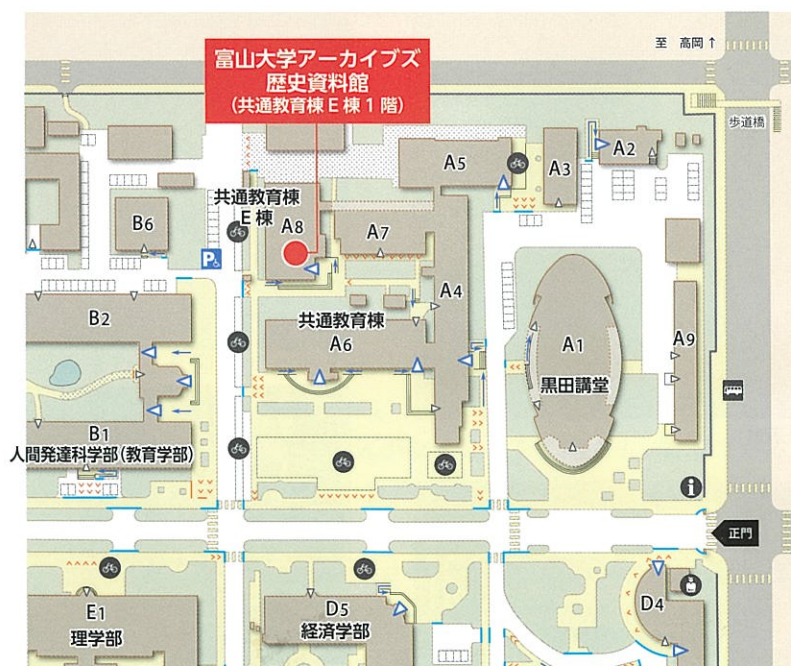 至 高岡↑
富山大学アーカイブズ
歴史資料館
(共通教育棟E棟1階)
歩道橋
A2
A5
A3
共通教育棟
E棟
A8
B6
A7
P
A4
B2
共通教育棟
A6
A1
黒田講堂
A9
B1
人間発達科学部(教育学部)
i
正門
E1
理学部
D5
経済学部
D4